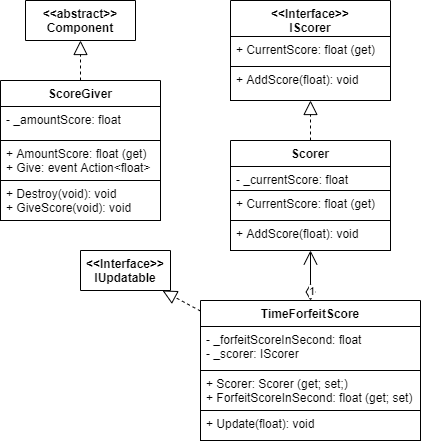 <<abstract>>
Component
<<Interface>>
IScorer
+ CurrentScore: float (get)
+ AddScore(float): void
ScoreGiver
- _amountScore: float
+ AmountScore: float (get)
+ Give: event Action<float>
+ Destroy(void): void
+ GiveScore(void): void
Scorer
- _currentScore: float
+ CurrentScore: float (get)
+ AddScore(float): void
<<Interface>>
IUpdatable
1
TimeForfeitScore
- _forfeitScoreInSecond: float
- _scorer: IScorer
+ Scorer: Scorer (get; set;)
+ ForfeitScoreInSecond: float (get; set)
+ Update(float): void